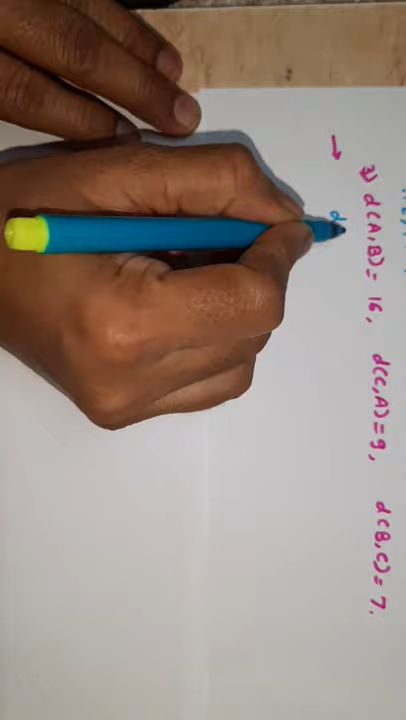 3) d(A,B) = 16, d(C,A) = 9, d(B,C) = 7.
→ d